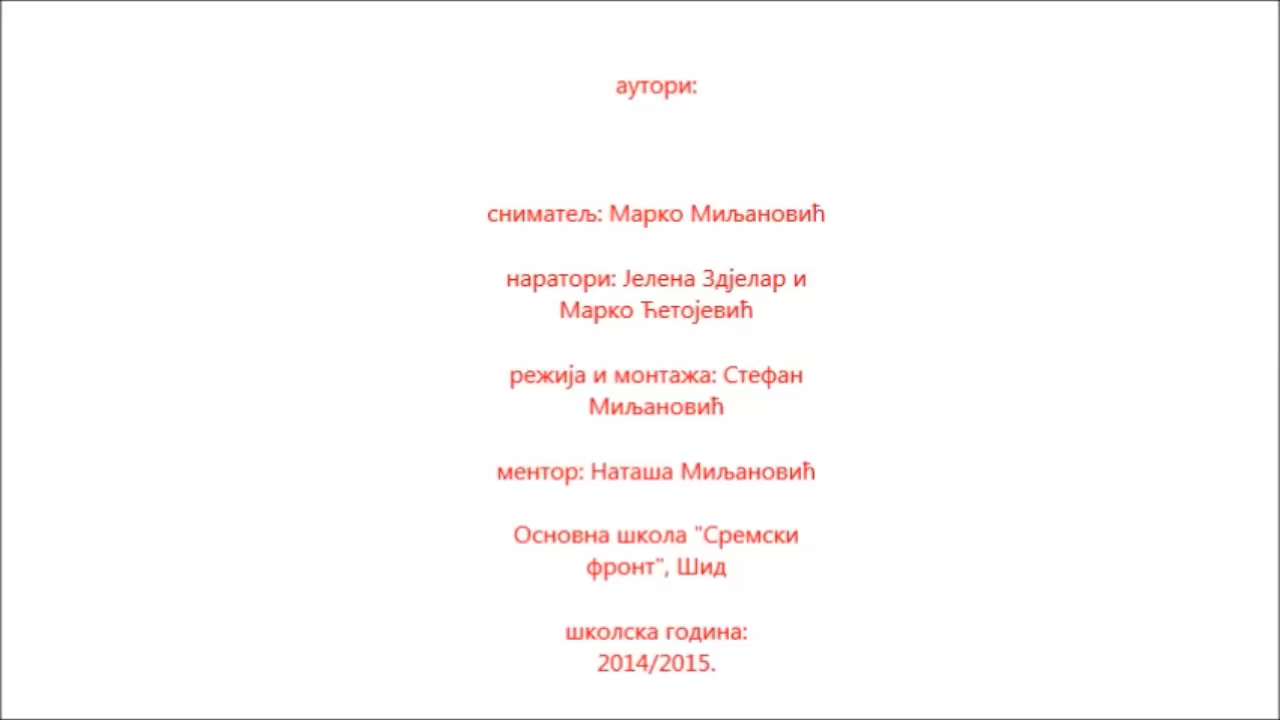 аутори:
сниматељ: Марко Миљановић
наратори: Јелена Здјелар и
Марко Ћетојевић
режија и монтажа: Стефан
Миљановић
ментор: Наташа Миљановић
Основна школа "Сремски
фронт", Шид
школска година:
2014/2015.